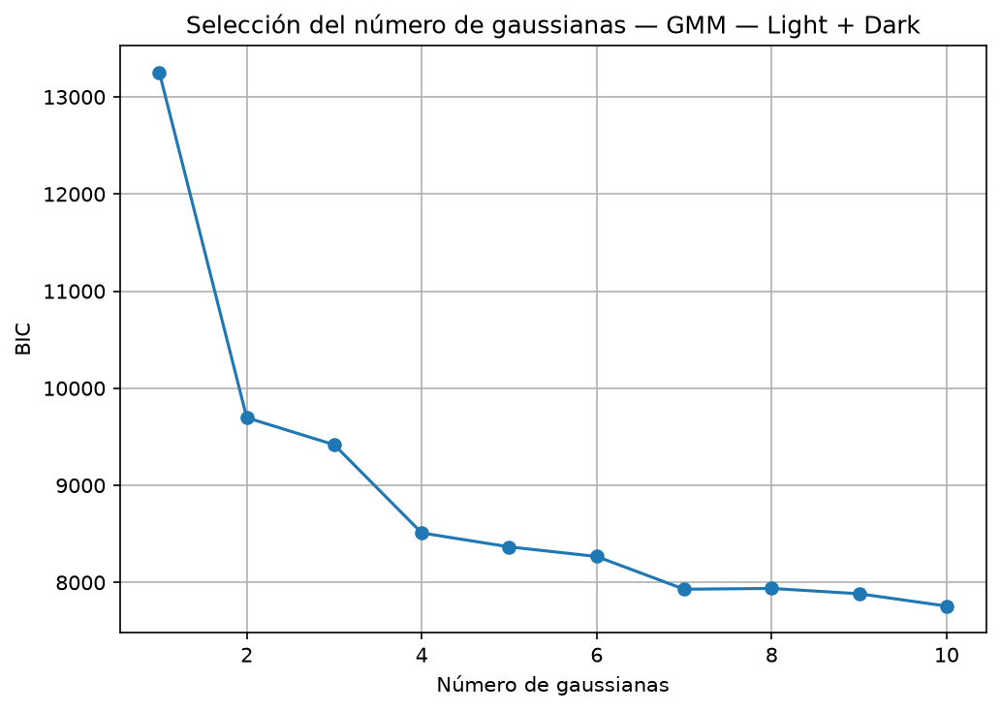 Selección del número de gaussianas — GMM — Light + Dark
13000
12000
11000
10000
9000
8000
BIC
2 4 6 8 10
Número de gaussianas